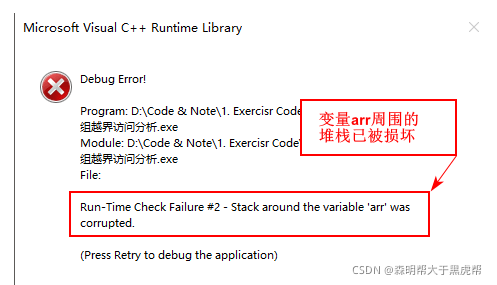 Microsoft Visual C++ Runtime Library
Debug Error!
Program: D:\Code & Note\1. Exercisr Code
组越界访问分析.exe
Module: D:\Code & Note\1. Exercisr Code
组越界访问分析.exe
File:
变量arr周围的
堆栈已被损坏
Run-Time Check Failure #2 - Stack around the variable 'arr' was
corrupted.
(Press Retry to debug the application)
CSDN @森明帮大于黑虎帮